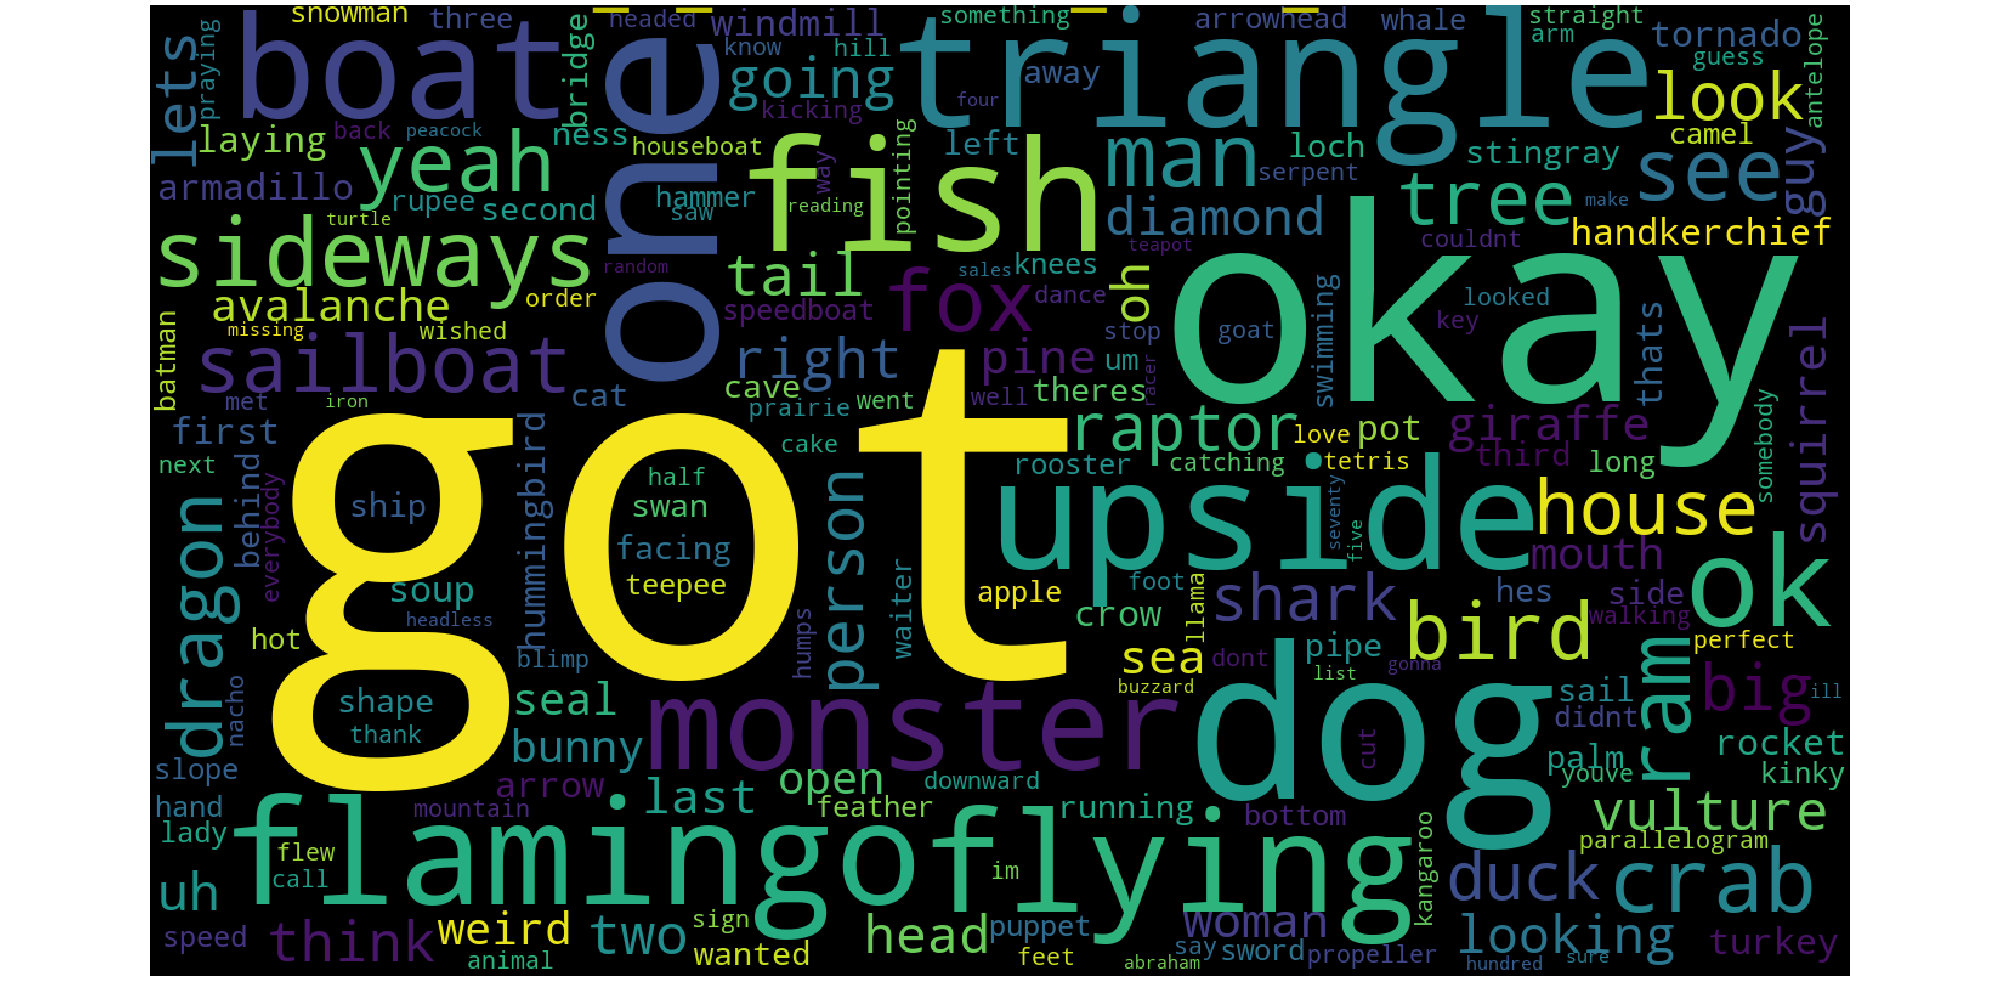 snowman
three
headed
windmill
something
arrowhead
whale
straight
arm
tornado
praying
boat
bridge
one
know
hill
going
kicking
triangle
away
four
guess
look
antelope
lets
laying
back
peacock
ness
houseboat
fish
pointing
left
man
loch
stingray
camel
see
guy
armadillo
yeah
rupee
second
hammer
saw
way
reading
serpent
diamond
tree
make
handkerchief
turtle
sideways
random
tail
sales
knees
teapot
couldnt
okay
avalanche
order
speedboat
fox
dance
oh
looked
batman
missing
wished
stop
goat
swimming
key
thats
squirrel
sailboat
cat
right
pine
um
cave
theres
racer
met
iron
prairie
went
well
first
cake
raptor
love
pot
giraffe
next
behind
everybody
hummingbird
half
rooster
catching
tetris
third
long
somebody
dragon
ship
swan
got
person
upside
seventy
five
house
facing
teepee
waiter
apple
foot
mouth
ok
soup
headless
humps
crow
llama
shark
hes
side
walking
hot
blimp
sea
dont
pipe
bird
perfect
buzzard
list
gonna
ram
nacho
shape
seal
monster
dog
sail
big
ill
thank
bunny
cut
didnt
slope
arrow
open
downward
palm
youve
rocket
kinky
hand
mountain
last
feather
running
bottom
vulture
lady
flamingo
flying
kangaroo
parallelogram
flew
call
im
duck
crab
uh
speed
think
weird
two
sign
wanted
head
puppet
woman
looking
turkey
animal
feet
abraham
say
sword
propeller
hundred
sure